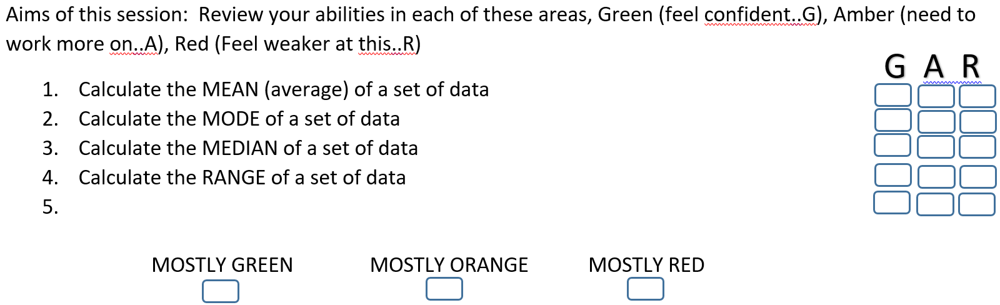 Aims of this session:  Review your abilities in each of these areas, Green (feel confident..G), Amber (need to
work more on..A), Red (Feel weaker at this..R)
G A R
1. Calculate the MEAN (average) of a set of data
2. Calculate the MODE of a set of data
3. Calculate the MEDIAN of a set of data
4. Calculate the RANGE of a set of data
5.
MOSTLY GREEN MOSTLY ORANGE MOSTLY RED